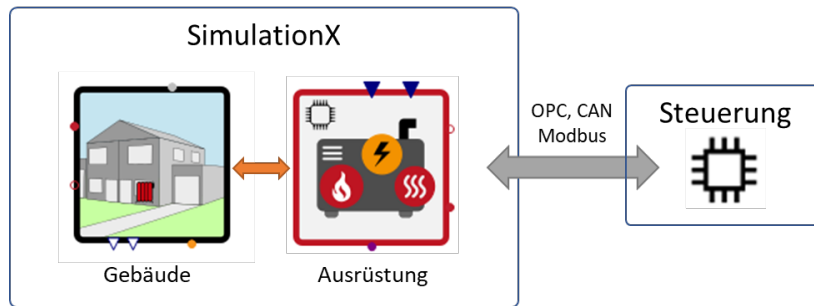 SimulationX
OPC, CAN
Modbus
Steuerung
Gebäude
Ausrüstung